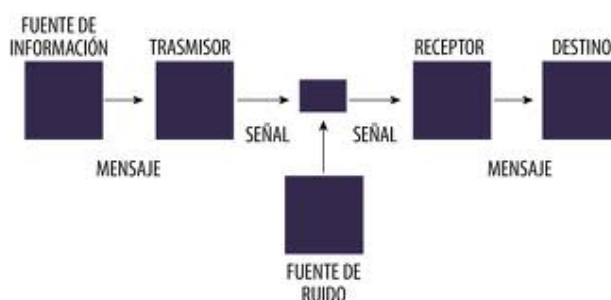 FUENTE DE
INFORMACIÓN
TRASMISOR
RECEPTOR
DESTINO
SEÑAL
SEÑAL
MENSAJE
MENSAJE
FUENTE DE
RUIDO